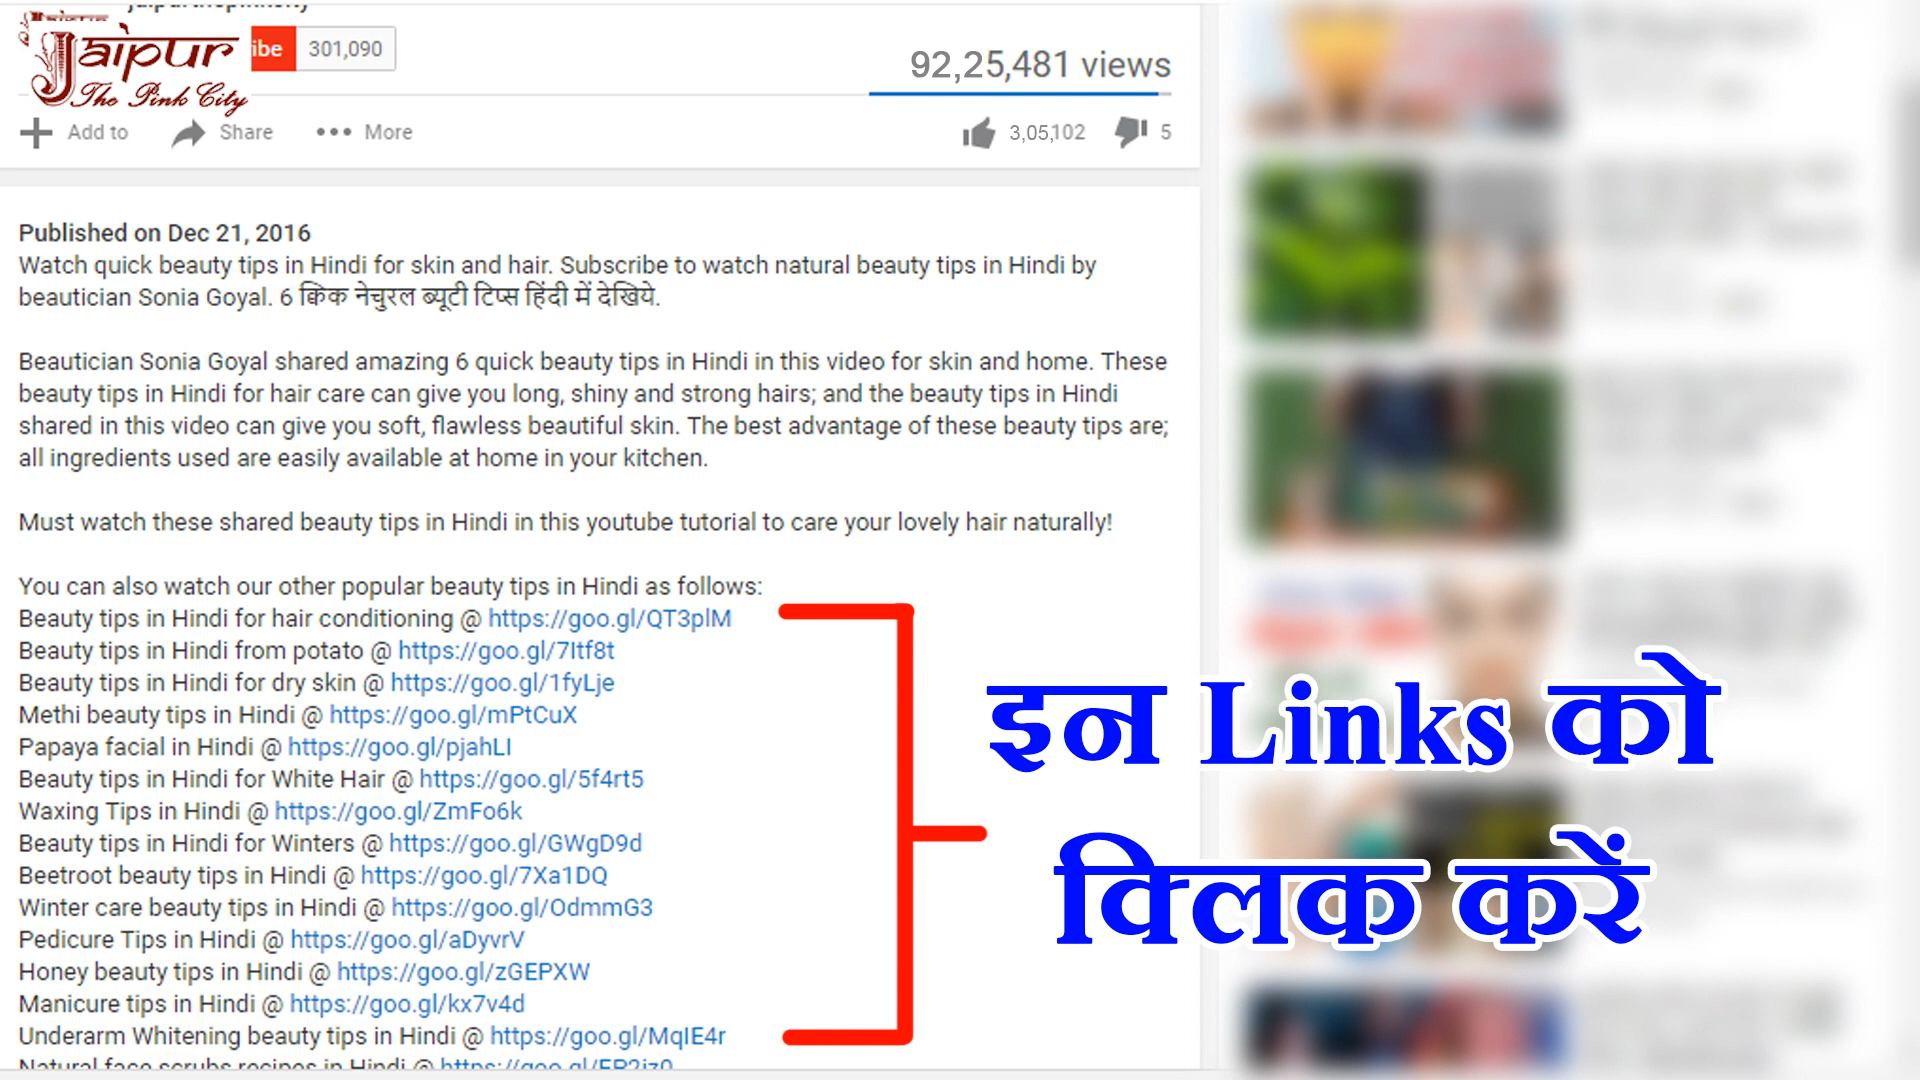 Jaipur
The Pink City
ibe 301,090
92,25,481 views
Add to Share More
3,05,102 5
Published on Dec 21, 2016
Watch quick beauty tips in Hindi for skin and hair. Subscribe to watch natural beauty tips in Hindi by
beautician Sonia Goyal. 6 क्विक नेचुरल ब्यूटी टिप्स हिंदी में देखिये.
Beautician Sonia Goyal shared amazing 6 quick beauty tips in Hindi in this video for skin and home. These
beauty tips in Hindi for hair care can give you long, shiny and strong hairs; and the beauty tips in Hindi
shared in this video can give you soft, flawless beautiful skin. The best advantage of these beauty tips are;
all ingredients used are easily available at home in your kitchen.
Must watch these shared beauty tips in Hindi in this youtube tutorial to care your lovely hair naturally!
You can also watch our other popular beauty tips in Hindi as follows:
Beauty tips in Hindi for hair conditioning @ https://goo.gl/QT3plM
Beauty tips in Hindi from potato @ https://goo.gl/7Itf8t
Beauty tips in Hindi for dry skin @ https://goo.gl/1fyLje
Methi beauty tips in Hindi @ https://goo.gl/mPtCuX
Papaya facial in Hindi @ https://goo.gl/pjahLI
Beauty tips in Hindi for White Hair @ https://goo.gl/5f4rt5
Waxing Tips in Hindi @ https://goo.gl/ZmFo6k
Beauty tips in Hindi for Winters @ https://goo.gl/GWgD9d
Beetroot beauty tips in Hindi @ https://goo.gl/7Xa1DQ
Winter care beauty tips in Hindi @ https://goo.gl/OdmmG3
Pedicure Tips in Hindi @ https://goo.gl/aDyvrV
Honey beauty tips in Hindi @ https://goo.gl/zGEPXW
Manicure tips in Hindi @ https://goo.gl/kx7v4d
Underarm Whitening beauty tips in Hindi @ https://goo.gl/MqIE4r
Natural face scrubs recipes in Hindi @
इन Links को
क्लिक करें